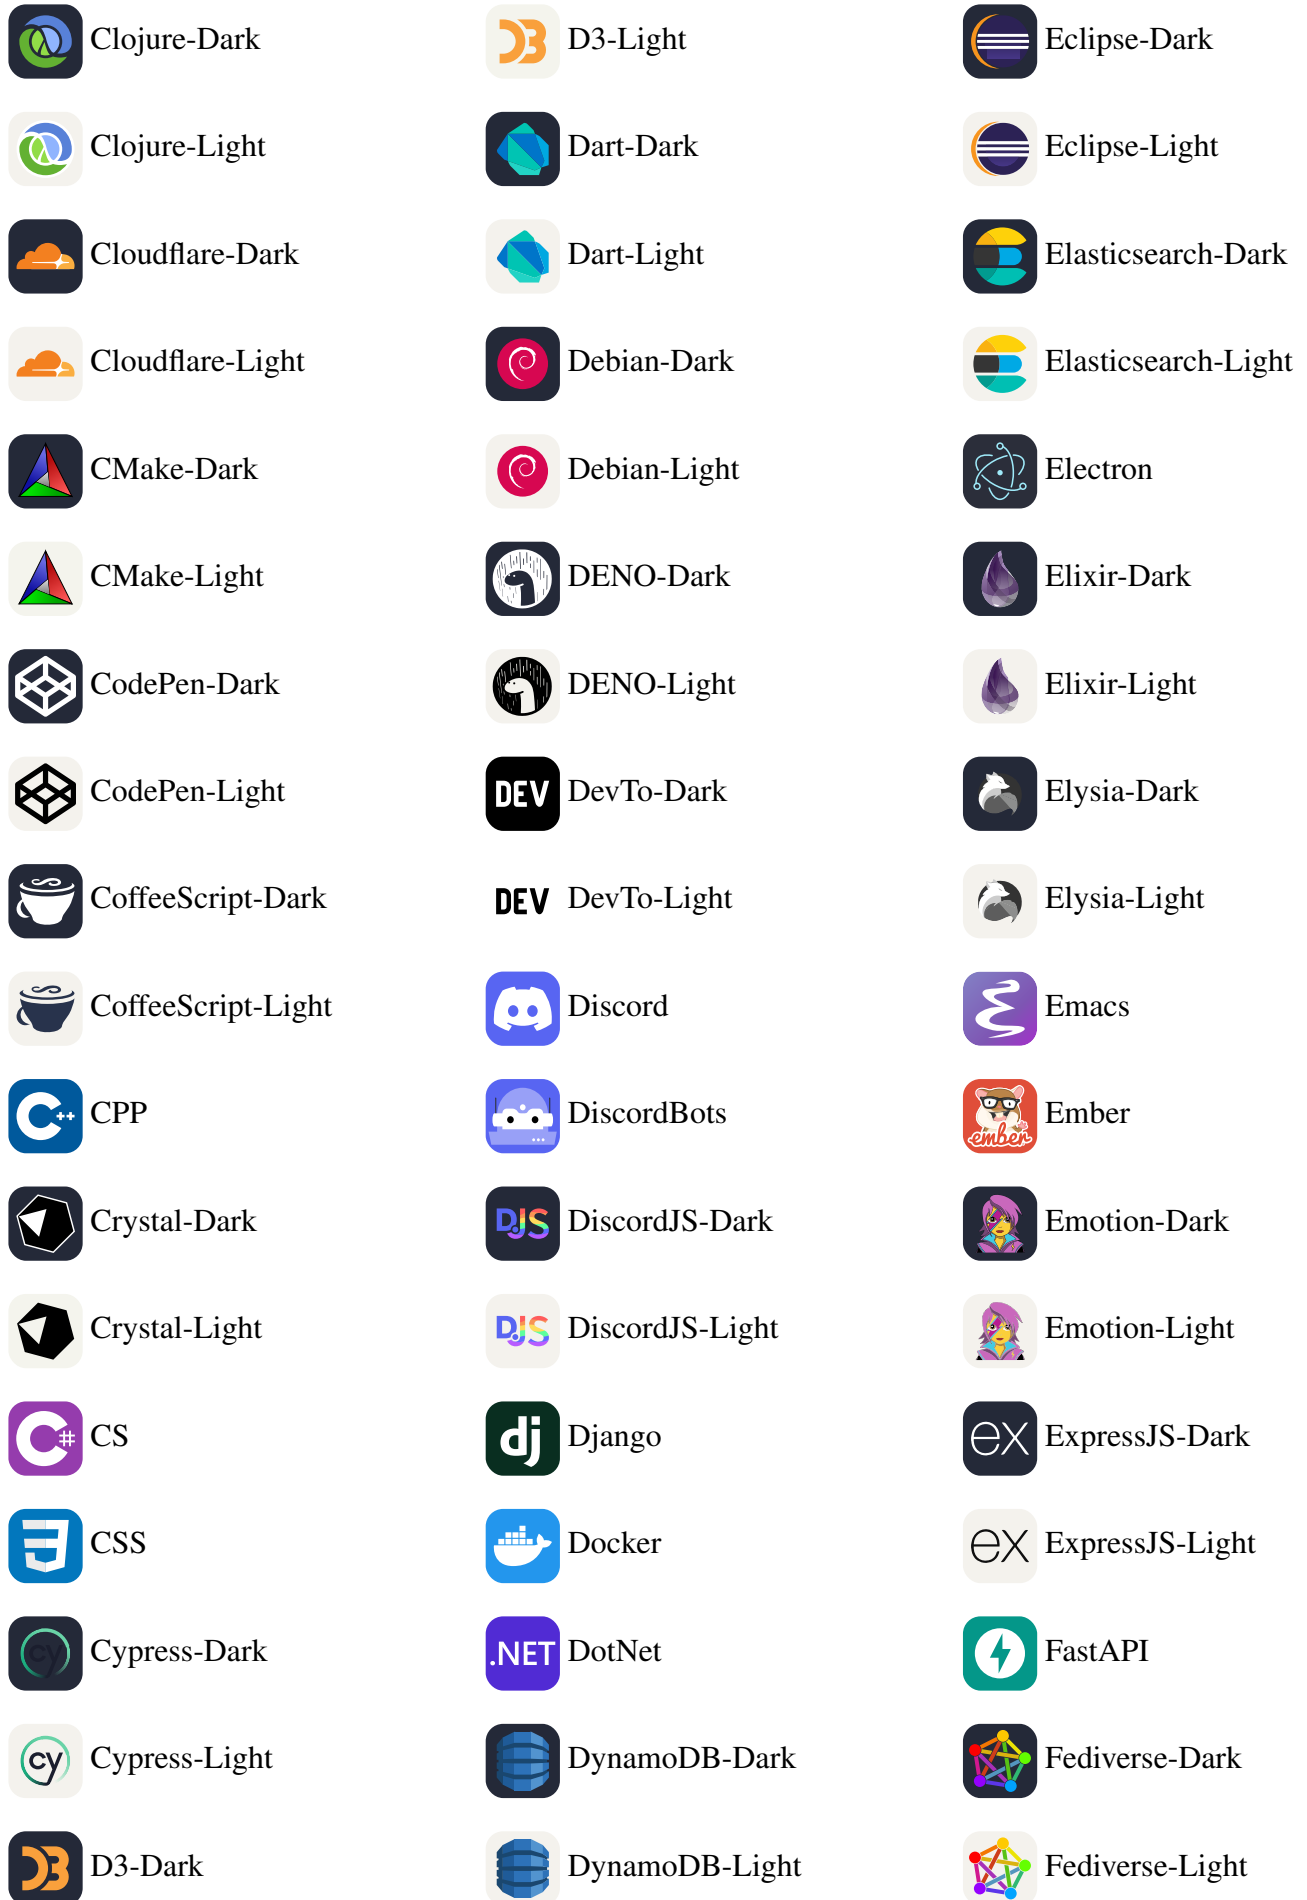 Clojure-Dark
Clojure-Light
Cloudflare-Dark
Cloudflare-Light
CMake-Dark
CMake-Light
CodePen-Dark
CodePen-Light
CoffeeScript-Dark
CoffeeScript-Light
C++ CPP
Crystal-Dark
Crystal-Light
C# CS
3 CSS
cy Cypress-Dark
cy Cypress-Light
D3 D3-Dark
D3 D3-Light
Dart-Dark
Dart-Light
Debian-Dark
Debian-Light
DENO-Dark
DENO-Light
DEV DevTo-Dark
DEV DevTo-Light
Discord
DiscordBots
DJS DiscordJS-Dark
DJS DiscordJS-Light
dj Django
Docker
.NET DotNet
DynamoDB-Dark
DynamoDB-Light
Eclipse-Dark
Eclipse-Light
Elasticsearch-Dark
Elasticsearch-Light
Electron
Elixir-Dark
Elixir-Light
Elysia-Dark
Elysia-Light
Emacs
ember Ember
Emotion-Dark
Emotion-Light
ex ExpressJS-Dark
ex ExpressJS-Light
FastAPI
Fediverse-Dark
Fediverse-Light